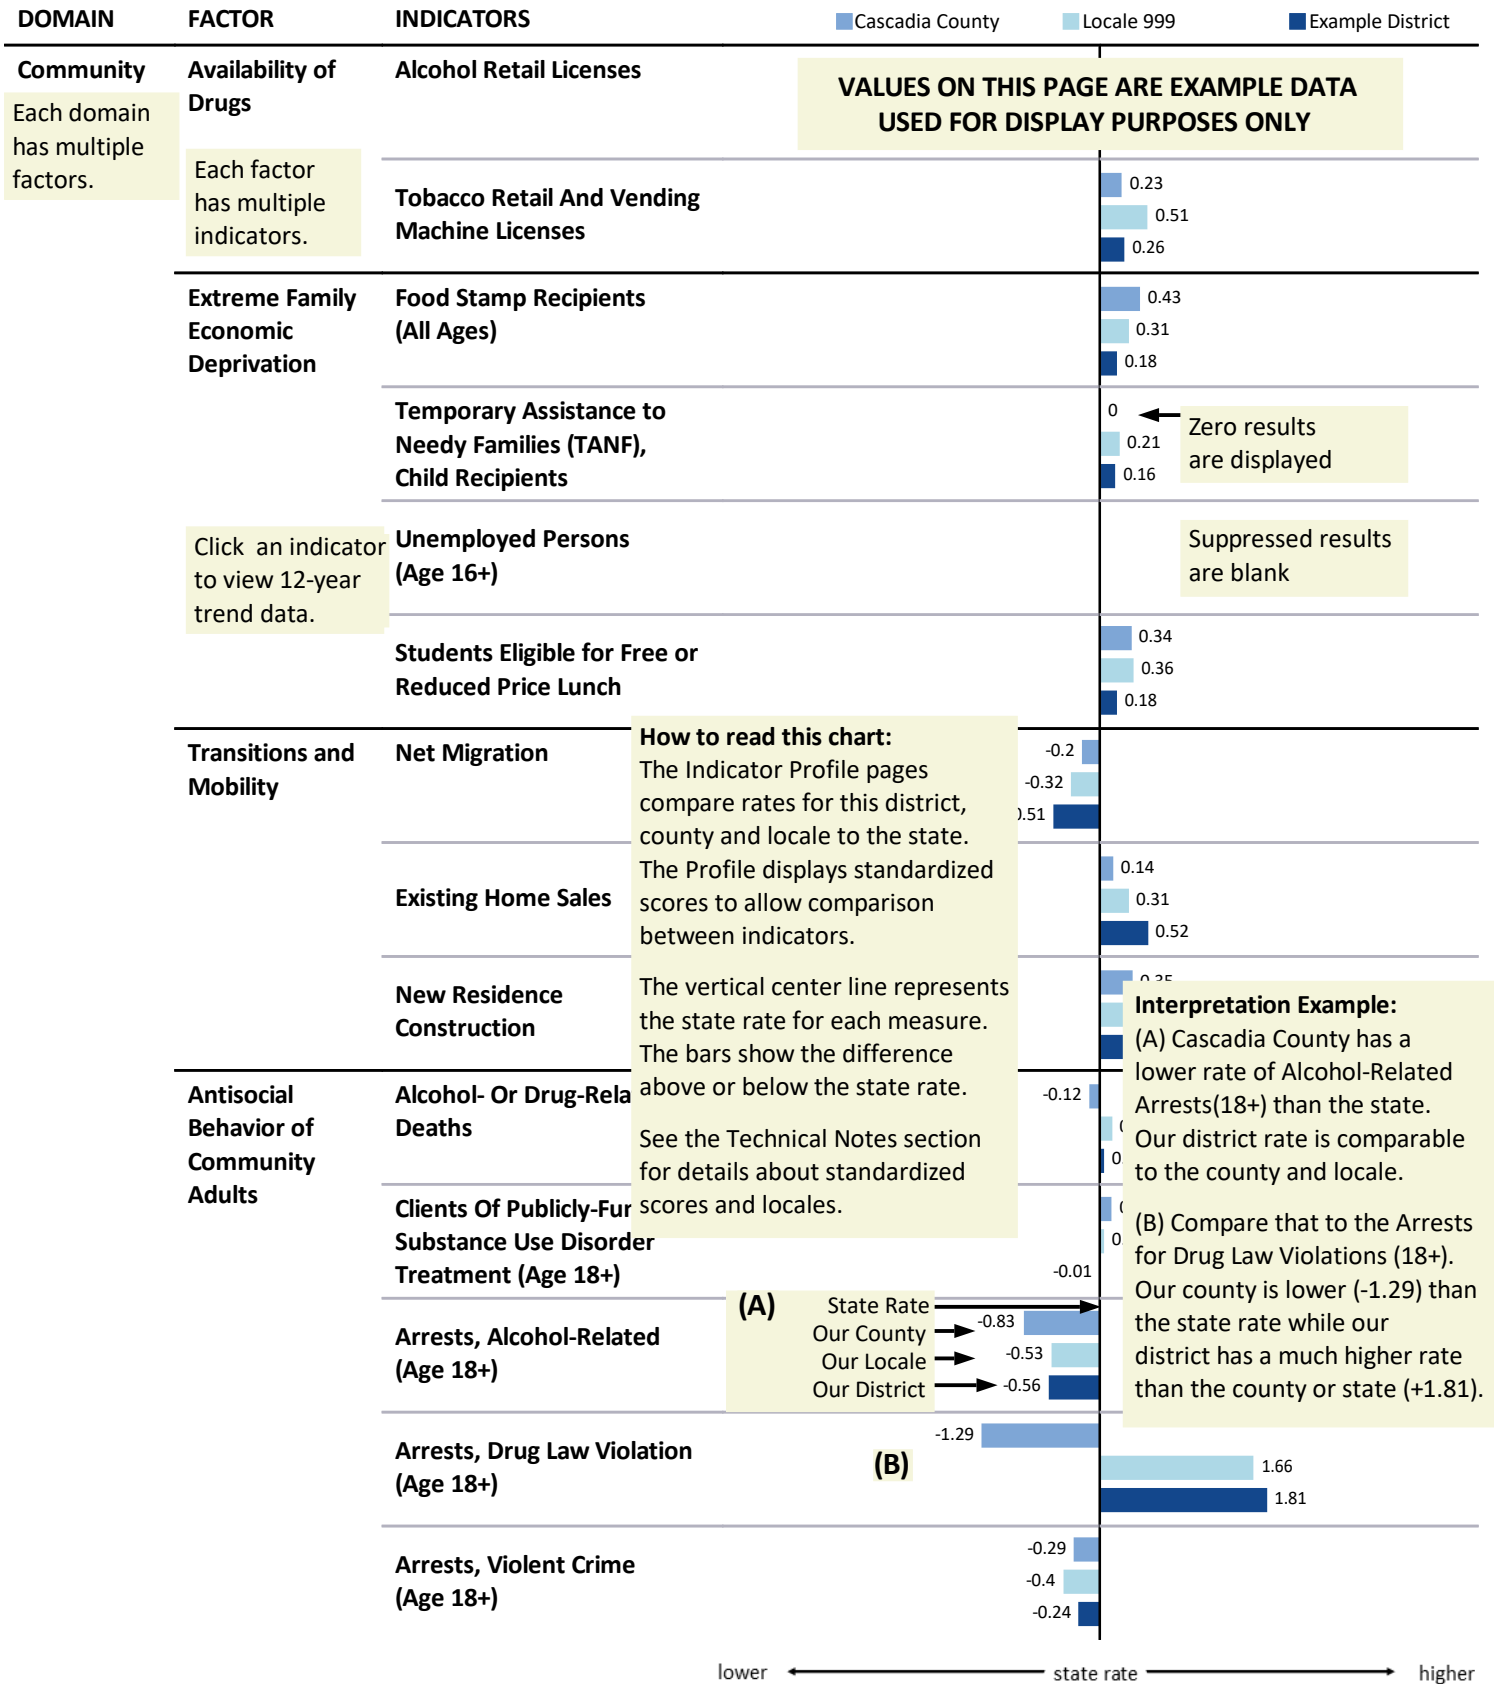 DOMAIN FACTOR INDICATORS Cascadia County Locale 999 Example District
Community
Each domain
has multiple
factors.
Availability of
Drugs
Each factor
has multiple
indicators.
Alcohol Retail Licenses
VALUES ON THIS PAGE ARE EXAMPLE DATA
USED FOR DISPLAY PURPOSES ONLY
Tobacco Retail And Vending
Machine Licenses
0.23
0.51
0.26
Extreme Family
Economic
Deprivation
Food Stamp Recipients
(All Ages)
0.43
0.31
0.18
Temporary Assistance to
Needy Families (TANF),
Child Recipients
0
0.21
0.16
Zero results
are displayed
Click an indicator
to view 12-year
trend data.
Unemployed Persons
(Age 16+)
Suppressed results
are blank
Students Eligible for Free or
Reduced Price Lunch
0.34
0.36
0.18
Transitions and
Mobility
Net Migration
-0.2
-0.32
.51
How to read this chart:
The Indicator Profile pages
compare rates for this district,
county and locale to the state.
The Profile displays standardized
scores to allow comparison
between indicators.
The vertical center line represents
the state rate for each measure.
The bars show the difference
above or below the state rate.
See the Technical Notes section
for details about standardized
scores and locales.
Existing Home Sales
0.14
0.31
0.52
New Residence
Construction
Interpretation Example:
(A) Cascadia County has a
lower rate of Alcohol-Related
Arrests(18+) than the state.
Our district rate is comparable
to the county and locale.
(B) Compare that to the Arrests
for Drug Law Violations (18+).
Our county is lower (-1.29) than
the state rate while our
district has a much higher rate
than the county or state (+1.81).
Antisocial
Behavior of
Community
Adults
Alcohol- Or Drug-Rela
Deaths
-0.12
0.
Clients Of Publicly-Fu
Substance Use Disorder
Treatment (Age 18+)
0.
-0.01
Arrests, Alcohol-Related
(Age 18+)
(A)
State Rate
Our County
Our Locale
Our District
-0.83
-0.53
-0.56
Arrests, Drug Law Violation
(Age 18+)
(B)
-1.29
1.66
1.81
Arrests, Violent Crime
(Age 18+)
-0.29
-0.4
-0.24
lower state rate higher